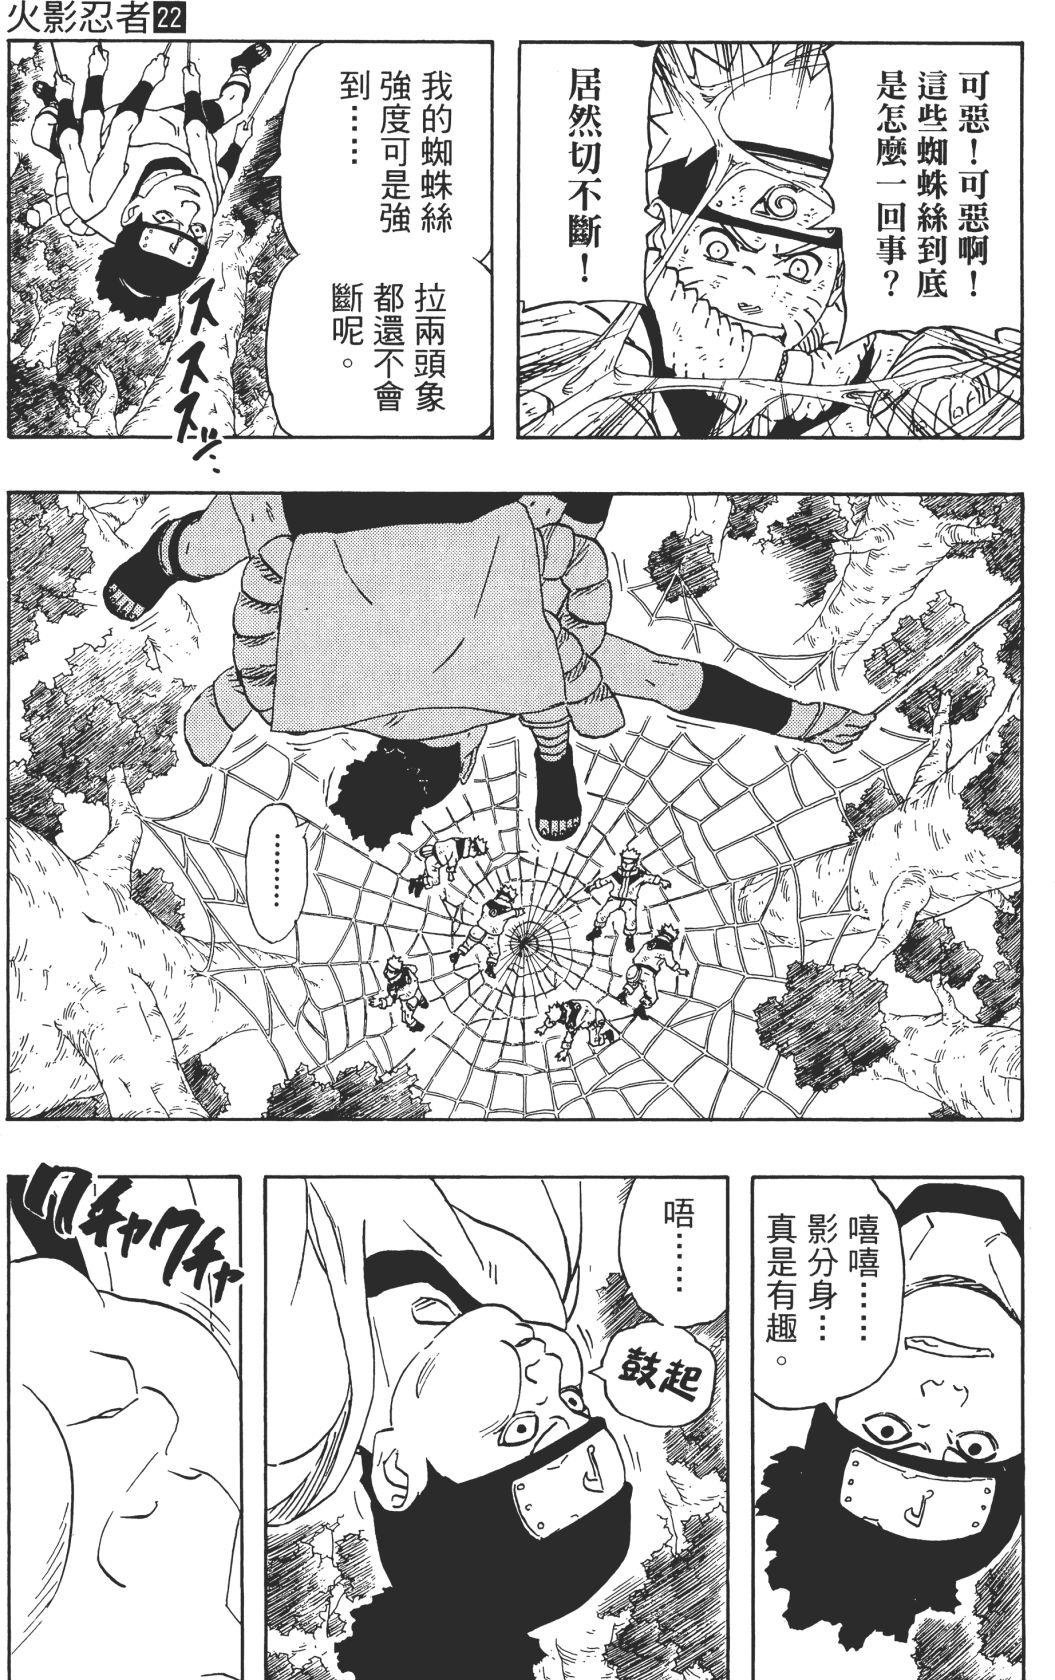 火影忍者22
可惡！可惡啊！
這些蜘蛛絲到底
是怎麼一回事？
居然切不斷！
我的蜘蛛絲
強度可是強
到……
拉兩頭象
都還不會
斷呢。
ススス…
………
嘻嘻……
影分身…
真是有趣。
唔……
鼓起
クチャクチャ